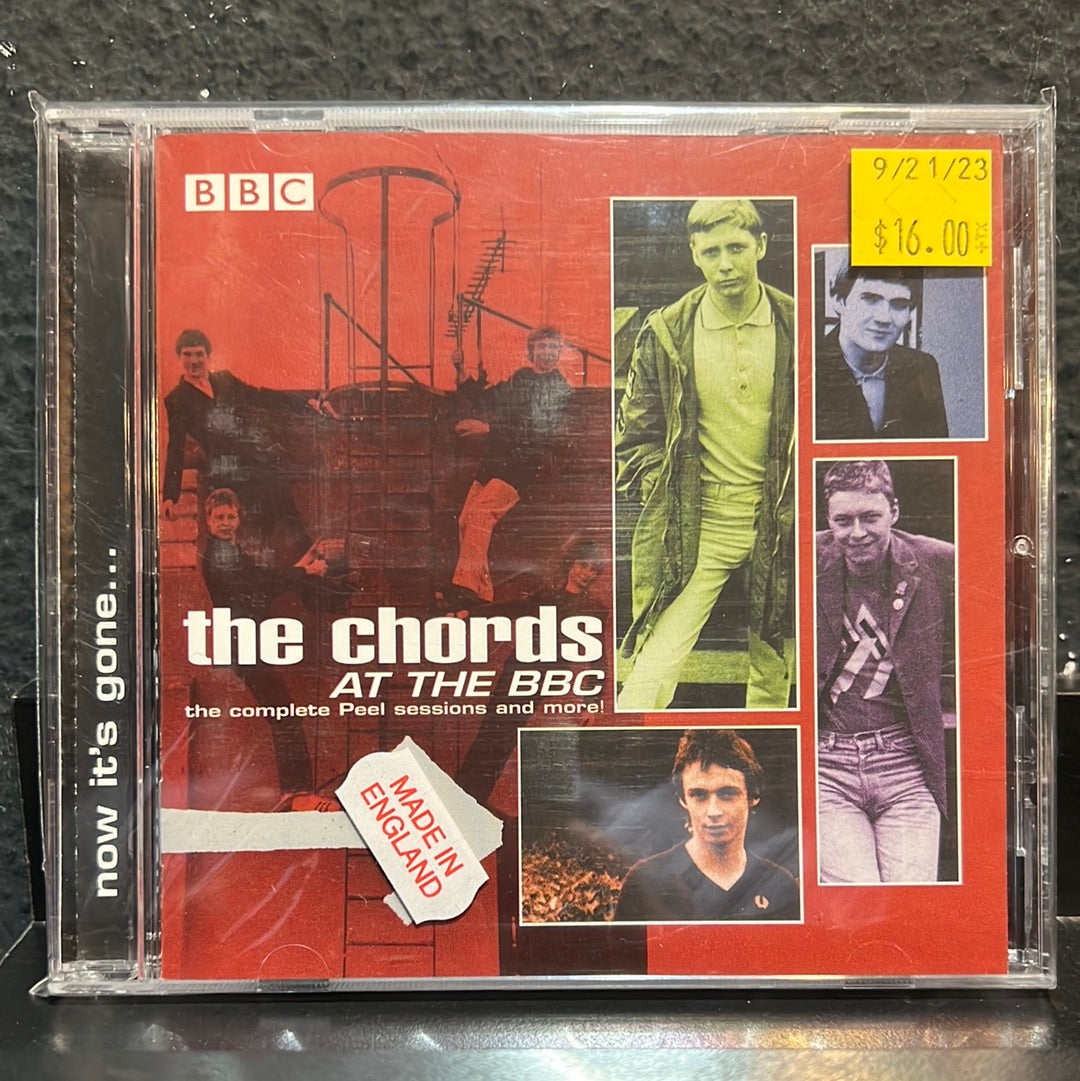 BBC
9/21/23
$16.00 +TX
the chords
AT THE BBC
the complete Peel sessions and more!
MADE IN
ENGLAND
now it's gone...